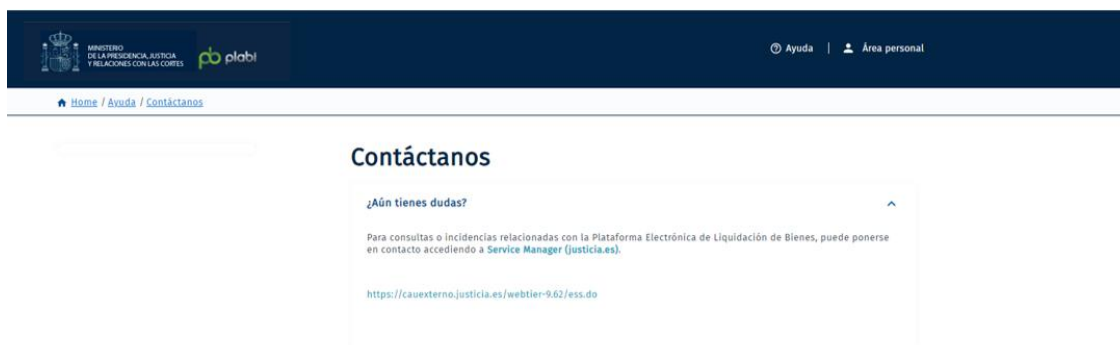 MINISTERIO
DE LA PRESIDENCIA, JUSTICIA
Y RELACIONES CON LAS CORTES
pb plabi
Ayuda | Área personal
Home / Ayuda / Contáctanos
Contáctanos
¿Aún tienes dudas?
Para consultas o incidencias relacionadas con la Plataforma Electrónica de Liquidación de Bienes, puede ponerse
en contacto accediendo a Service Manager (justicia.es).
https://cauexterno.justicia.es/webtier-9.62/ess.do